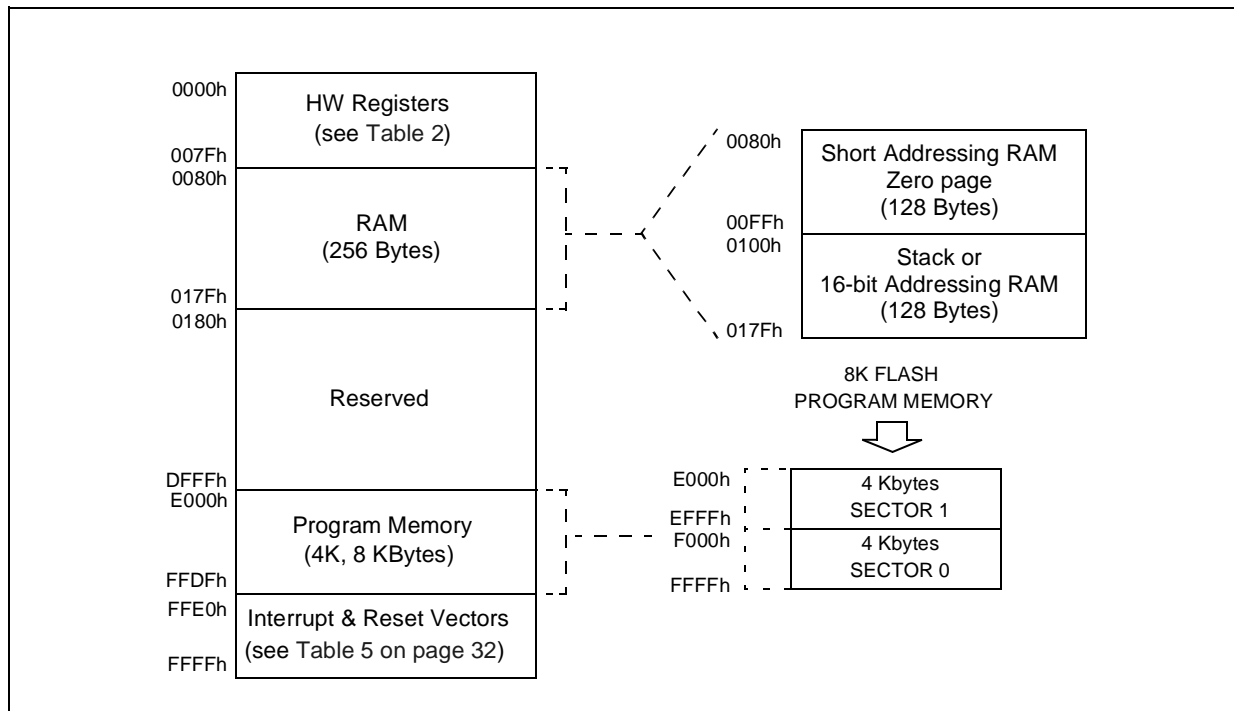 0000h
HW Registers
(see Table 2)
007Fh
0080h
RAM
(256 Bytes)
017Fh
0180h
Reserved
DFFFh
E000h
Program Memory
(4K, 8 KBytes)
FFDFh
FFE0h
Interrupt & Reset Vectors
(see Table 5 on page 32)
FFFFh
0080h
Short Addressing RAM
Zero page
(128 Bytes)
00FFh
0100h
Stack or
16-bit Addressing RAM
(128 Bytes)
017Fh
8K FLASH
PROGRAM MEMORY
E000h
4 Kbytes
SECTOR 1
EFFFh
F000h
4 Kbytes
SECTOR 0
FFFFh